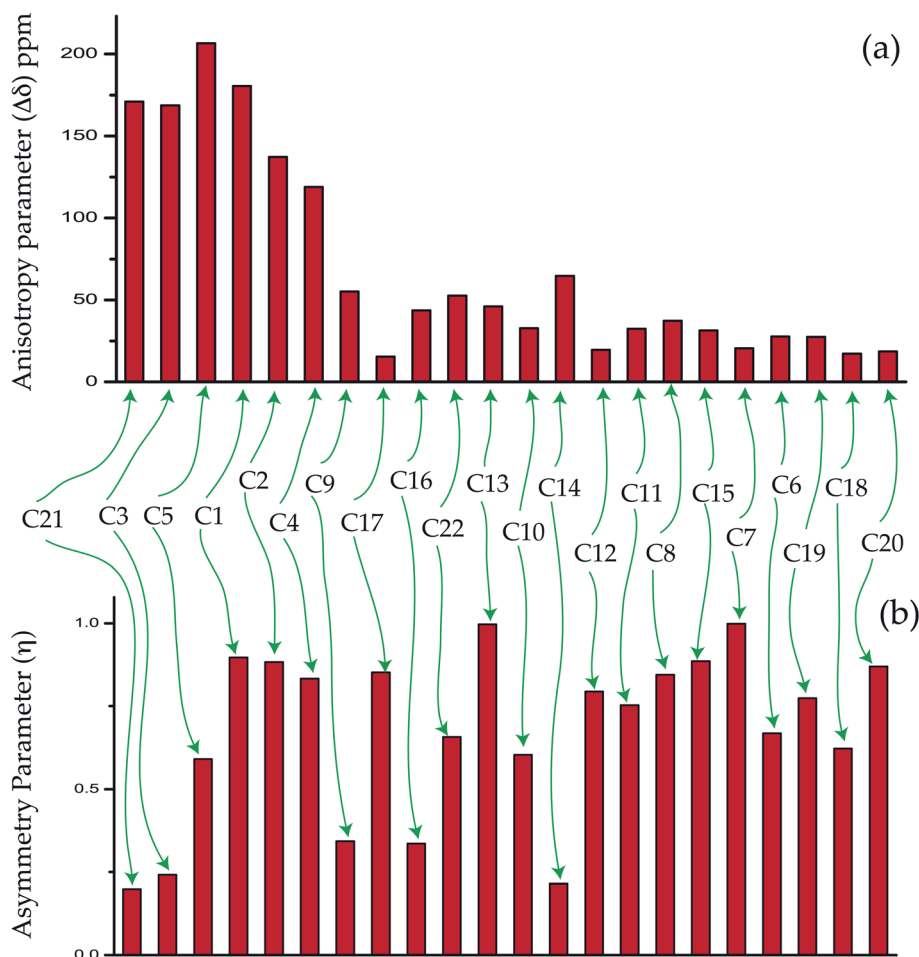 (a)
Anisotropy parameter (Δδ) ppm
200
150
100
50
0
C21
C3
C5
C1
C2
C4
C9
C17
C16
C22
C13
C10
C14
C12
C11
C8
C15
C7
C6
C19
C18
C20
(b)
Asymmetry Parameter (η)
1.0
0.5
0.0